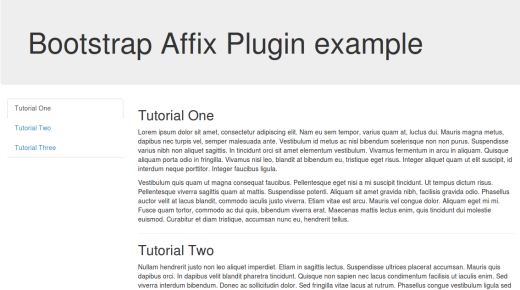 Bootstrap Affix Plugin example
Tutorial One
Tutorial Two
Tutorial Three
Tutorial One
Lorem ipsum dolor sit amet, consectetur adipiscing elit. Nam eu sem tempor, varius quam at, luctus dui. Mauris magna metus,
dapibus nec turpis vel, semper malesuada ante. Vestibulum id metus ac nisl bibendum scelerisque non non purus. Suspendisse
varius nibh non aliquet sagittis. In tincidunt orci sit amet elementum vestibulum. Vivamus fermentum in arcu in aliquam. Quisque
aliquam porta odio in fringilla. Vivamus nisl leo, blandit at bibendum eu, tristique eget risus. Integer aliquet quam ut elit suscipit, id
interdum neque porttitor. Integer faucibus ligula.
Vestibulum quis quam ut magna consequat faucibus. Pellentesque eget nisi a mi suscipit tincidunt. Ut tempus dictum risus.
Pellentesque viverra sagittis quam at mattis. Suspendisse potenti. Aliquam sit amet gravida nibh, facilisis gravida odio. Phasellus
auctor velit at lacus blandit, commodo iaculis justo viverra. Etiam vitae est arcu. Mauris vel congue dolor. Aliquam eget mi mi.
Fusce quam tortor, commodo ac dui quis, bibendum viverra erat. Maecenas mattis lectus enim, quis tincidunt dui molestie
euismod. Curabitur et diam tristique, accumsan nunc eu, hendrerit tellus.
Tutorial Two
Nullam hendrerit justo non leo aliquet imperdiet. Etiam in sagittis lectus. Suspendisse ultrices placerat accumsan. Mauris quis
dapibus orci. In dapibus velit blandit pharetra tincidunt. Quisque non sapien nec lacus condimentum facilisis ut iaculis enim. Sed
viverra interdum bibendum. Donec ac sollicitudin dolor. Sed fringilla vitae lacus at rutrum. Phasellus congue vestibulum ligula sed